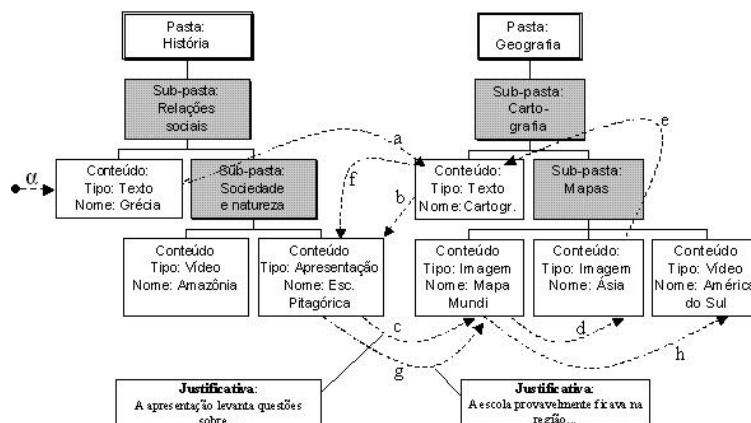 Pasta:
História
Pasta:
Geografia
Sub-pasta:
Relações
sociais
Sub-pasta:
Carto-
grafia
e
a
α
Conteúdo:
Tipo: Texto
Nome: Grécia
Sub-pasta:
Sociedade
e natureza
f
b
Conteúdo:
Tipo: Texto
Nome:Cartogr.
Sub-pasta:
Mapas
Conteúdo
Tipo: Vídeo
Nome: Amazônia
Conteúdo
Tipo: Apresentação
Nome: Esc.
Pitagórica
Conteúdo
Tipo: Imagem
Nome: Mapa
Mundi
Conteúdo:
Tipo: Imagem
Nome: Ásia
Conteúdo
Tipo: Vídeo
Nome: América
do Sul
c
g
d
h
Justificativa:
A apresentação levanta questões
sobre...
Justificativa:
A escola provavelmente ficava na
região...